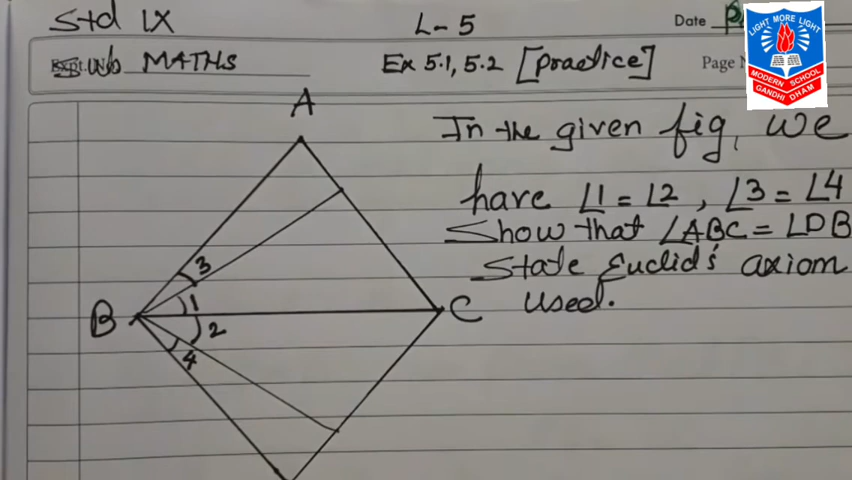 Std IX
L-5
Date
MATHS
Ex 5.1, 5.2 [practice]
Page
LIGHT MORE LIGHT
MODERN SCHOOL
GANDHIDHAM
A
In the given fig, we
have ∠1 = ∠2, ∠3 = ∠4
Show that ∠ABC = ∠DB
State Euclid's axiom
used.
3
1
B
C
2
4